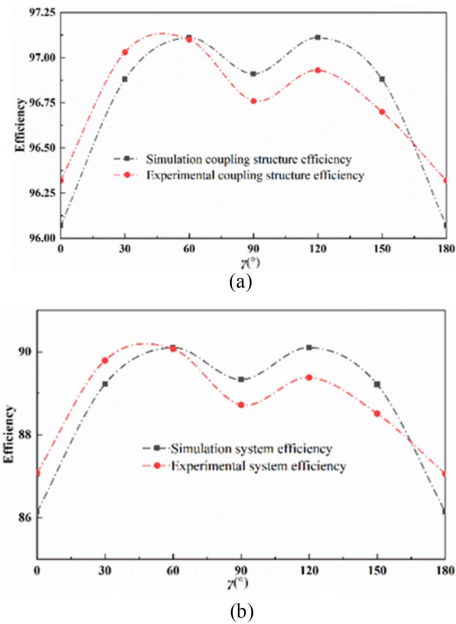 97.25
97.00
96.75
96.50
96.25
96.00
Efficiency
Simulation coupling structure efficiency
Experimental coupling structure efficiency
0 30 60 90 120 150 180
γ(°)
(a)
90
88
86
Efficiency
Simulation system efficiency
Experimental system efficiency
0 30 60 90 120 150 180
γ(°)
(b)